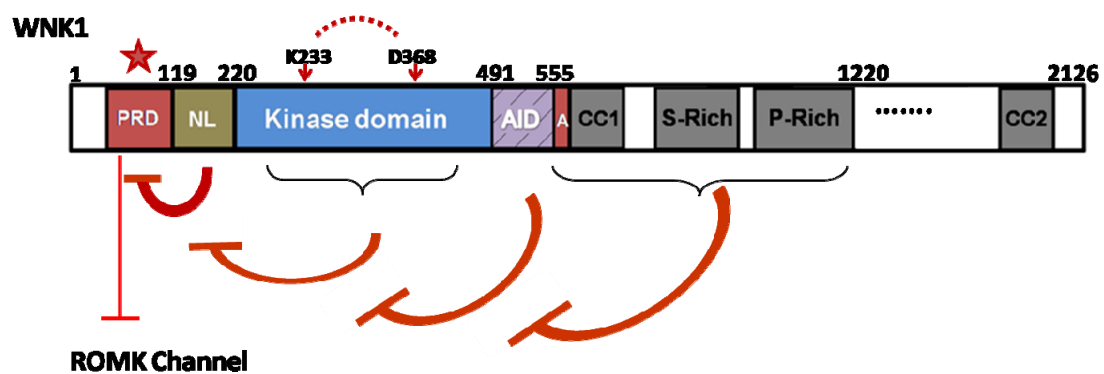 WNK1
K233 D368
1 119 220 491 555 1220 2126
PRD NL Kinase domain AID A CC1 S-Rich P-Rich ....... CC2
ROMK Channel